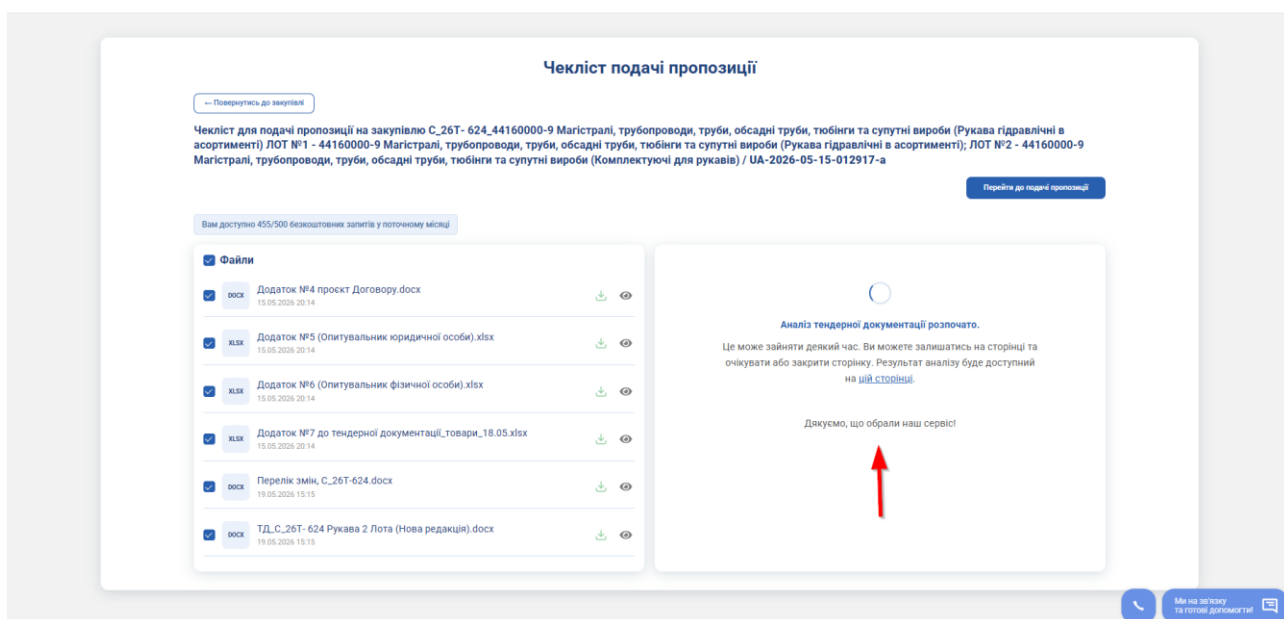 Чекліст подачі пропозиції
← Повернутись до закупівлі
Чекліст для подачі пропозиції на закупівлю С_26Т- 624_44160000-9 Магістралі, трубопроводи, труби, обсадні труби, тюбінги та супутні вироби (Рукава гідравлічні в
асортименті) ЛОТ №1 - 44160000-9 Магістралі, трубопроводи, труби, обсадні труби, тюбінги та супутні вироби (Рукава гідравлічні в асортименті); ЛОТ №2 - 44160000-9
Магістралі, трубопроводи, труби, обсадні труби, тюбінги та супутні вироби (Комплектуючі для рукавів) / UA-2026-05-15-012917-a
Перейти до подачі пропозиції
Вам доступно 455/500 безкоштовних запитів у поточному місяці
Файли
DOCX Додаток №4 проєкт Договору.docx
15.05.2026 20:14
XLSX Додаток №5 (Опитувальник юридичної особи).xlsx
15.05.2026 20:14
XLSX Додаток №6 (Опитувальник фізичної особи).xlsx
15.05.2026 20:14
XLSX Додаток №7 до тендерної документації_товари_18.05.xlsx
15.05.2026 20:14
DOCX Перелік змін, С_26Т-624.docx
19.05.2026 15:15
DOCX ТД_С_26Т- 624 Рукава 2 Лота (Нова редакція).docx
19.05.2026 15:15
Аналіз тендерної документації розпочато.
Це може зайняти деякий час. Ви можете залишатись на сторінці та
очікувати або закрити сторінку. Результат аналізу буде доступний
на цій сторінці.
Дякуємо, що обрали наш сервіс!
Ми на зв'язку
та готові допомогти!